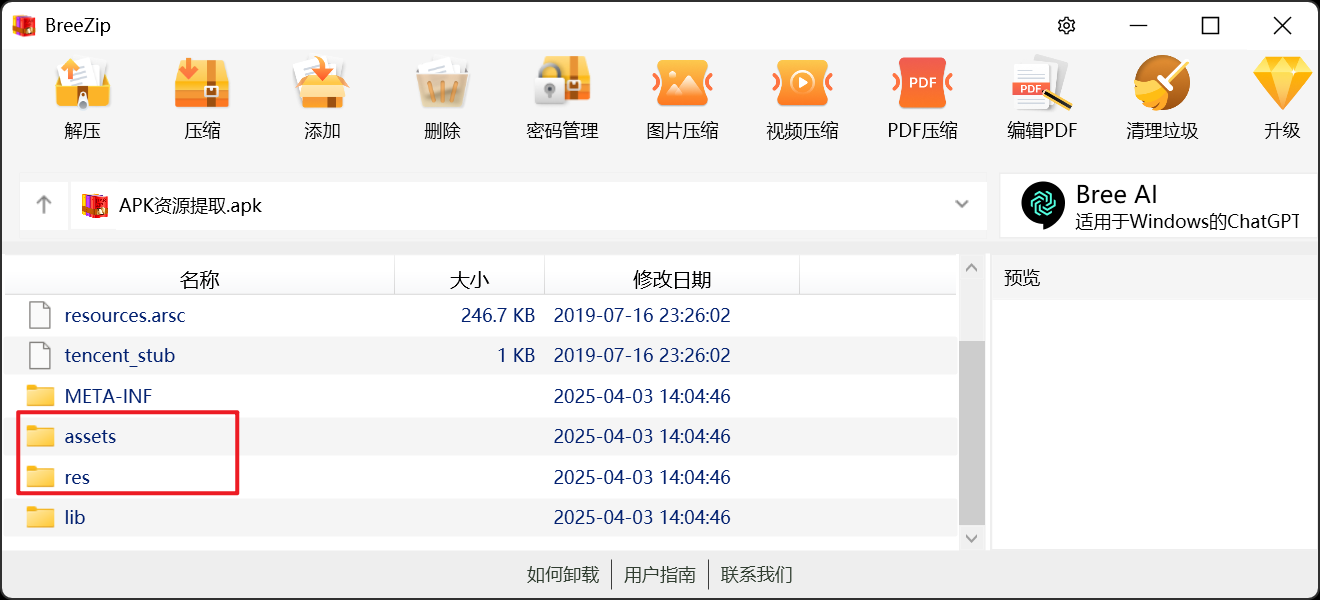 BreeZip
解压 压缩 添加 删除 密码管理 图片压缩 视频压缩 PDF压缩 编辑PDF 清理垃圾 升级
PDF
PDF
APK资源提取.apk
Bree AI
适用于Windows的ChatGPT
名称 大小 修改日期
预览
resources.arsc 246.7 KB 2019-07-16 23:26:02
tencent_stub 1 KB 2019-07-16 23:26:02
META-INF 2025-04-03 14:04:46
assets 2025-04-03 14:04:46
res 2025-04-03 14:04:46
lib 2025-04-03 14:04:46
如何卸载 用户指南 联系我们